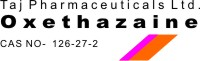 Taj Pharmaceuticals Ltd.
Oxethazaine
CAS NO- 126-27-2